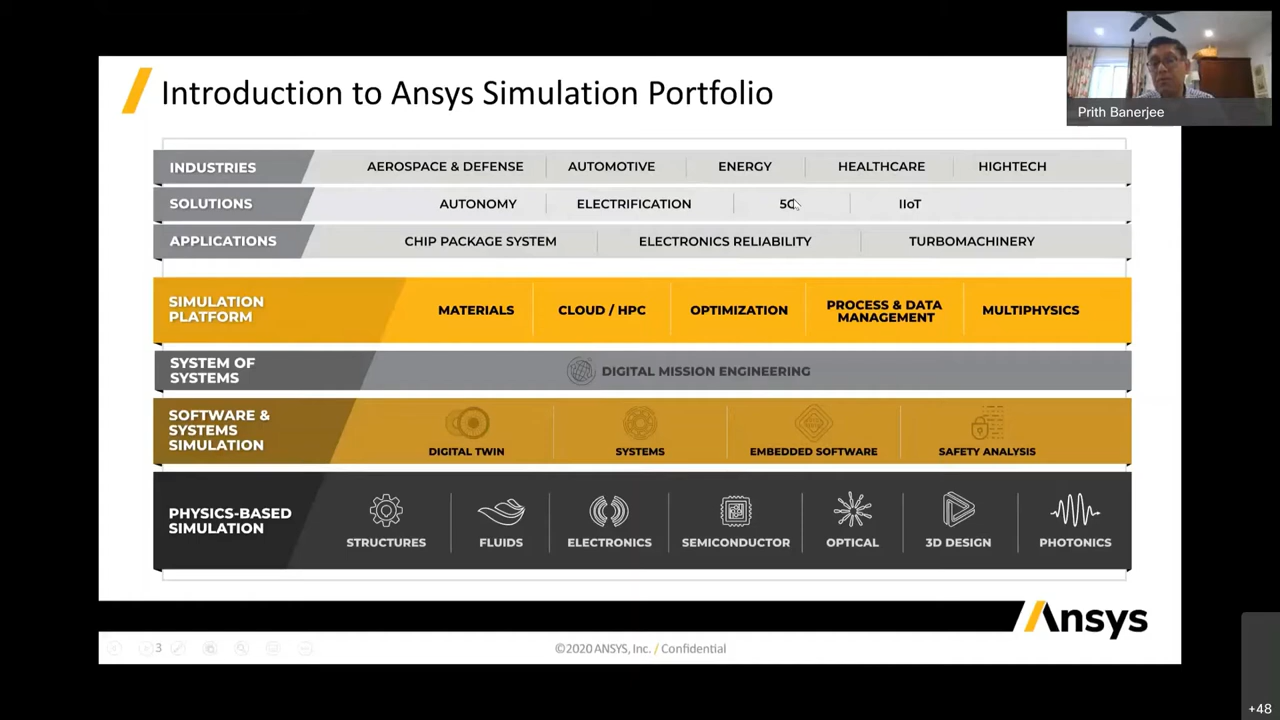 Introduction to Ansys Simulation Portfolio
Prith Banerjee
INDUSTRIES
AEROSPACE & DEFENSE
AUTOMOTIVE
ENERGY
HEALTHCARE
HIGHTECH
SOLUTIONS
AUTONOMY
ELECTRIFICATION
5G
IIoT
APPLICATIONS
CHIP PACKAGE SYSTEM
ELECTRONICS RELIABILITY
TURBOMACHINERY
SIMULATION
PLATFORM
MATERIALS
CLOUD / HPC
OPTIMIZATION
PROCESS & DATA
MANAGEMENT
MULTIPHYSICS
SYSTEM OF
SYSTEMS
DIGITAL MISSION ENGINEERING
SOFTWARE &
SYSTEMS
SIMULATION
DIGITAL TWIN
SYSTEMS
EMBEDDED SOFTWARE
SAFETY ANALYSIS
PHYSICS-BASED
SIMULATION
STRUCTURES
FLUIDS
ELECTRONICS
SEMICONDUCTOR
OPTICAL
3D DESIGN
PHOTONICS
Ansys
3
©2020 ANSYS, Inc. / Confidential
+48